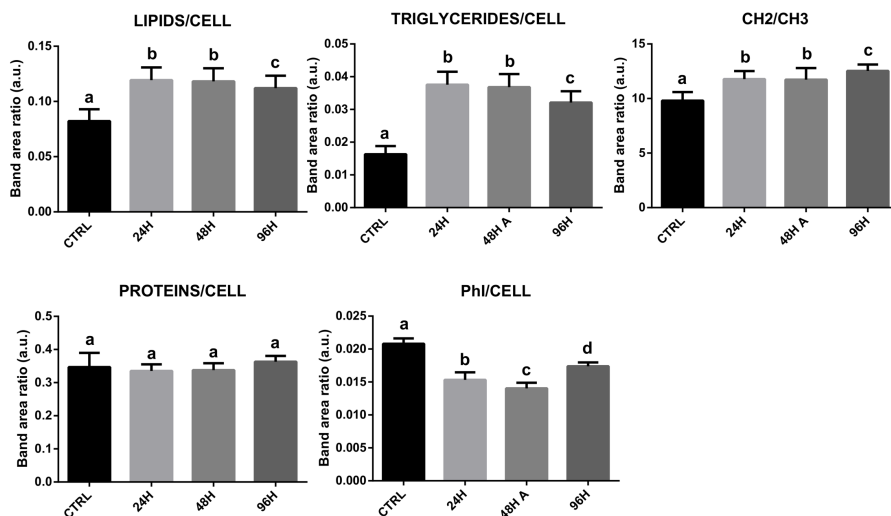 LIPIDS/CELL
Band area ratio (a.u.)
0.15
0.10
0.05
0.00
a
b
b
c
CTRL
24H
48H
96H
TRIGLYCERIDES/CELL
Band area ratio (a.u.)
0.05
0.04
0.03
0.02
0.01
0.00
a
b
b
c
CTRL
24H
48H A
96H
CH2/CH3
Band area ratio (a.u.)
15
10
5
0
a
b
b
c
CTRL
24H
48H A
96H
PROTEINS/CELL
Band area ratio (a.u.)
0.5
0.4
0.3
0.2
0.1
0.0
a
a
a
a
CTRL
24H
48H
96H
PhI/CELL
Band area ratio (a.u.)
0.025
0.020
0.015
0.010
0.005
0.000
a
b
c
d
CTRL
24H
48H A
96H